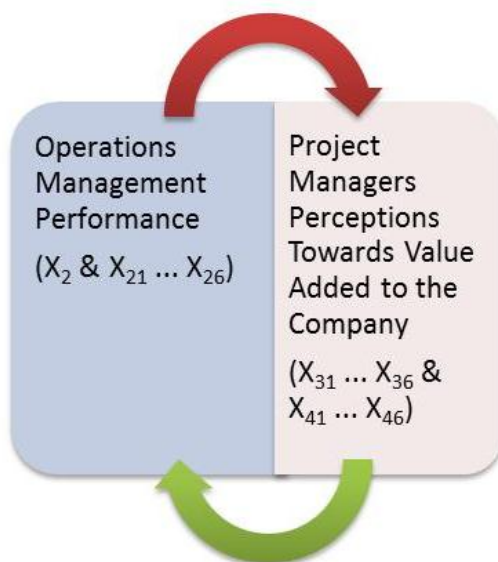 Operations
Management
Performance
(X₂ & X₂₁ ... X₂₆)
Project
Managers
Perceptions
Towards Value
Added to the
Company
(X₃₁ ... X₃₆ &
X₄₁ ... X₄₆)